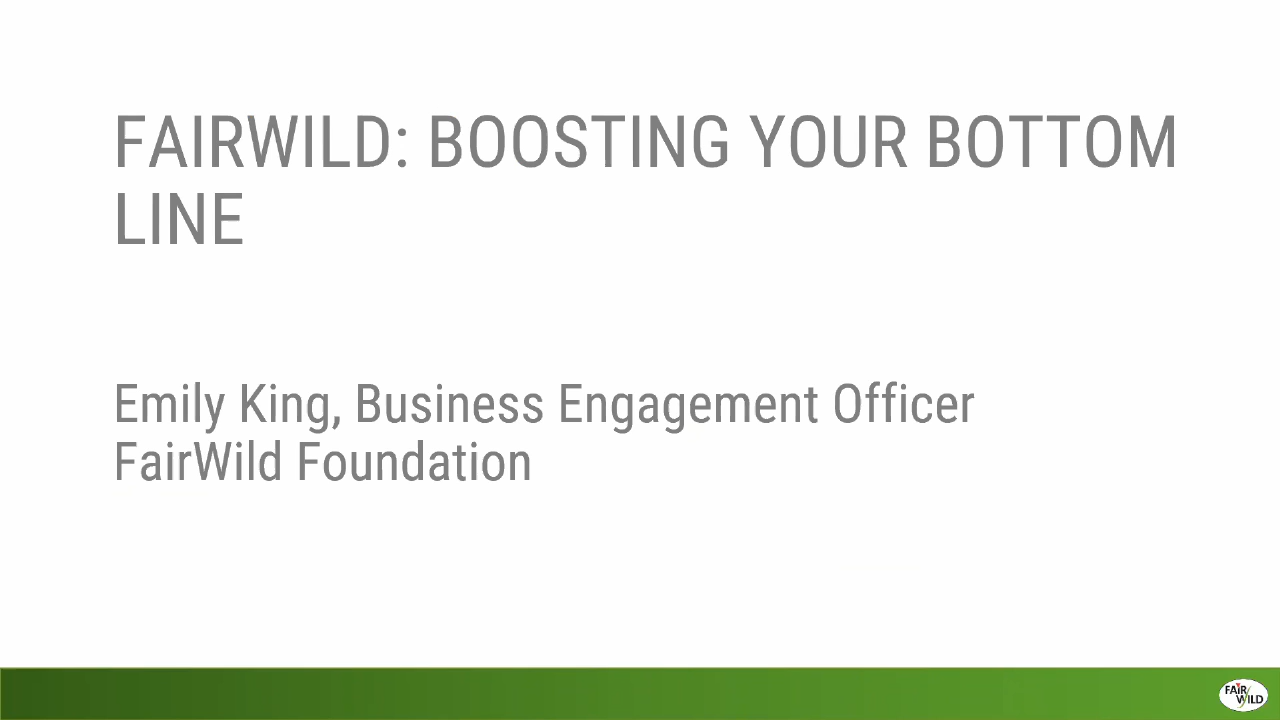 FAIRWILD: BOOSTING YOUR BOTTOM
LINE
Emily King, Business Engagement Officer
FairWild Foundation
FAIR
WILD